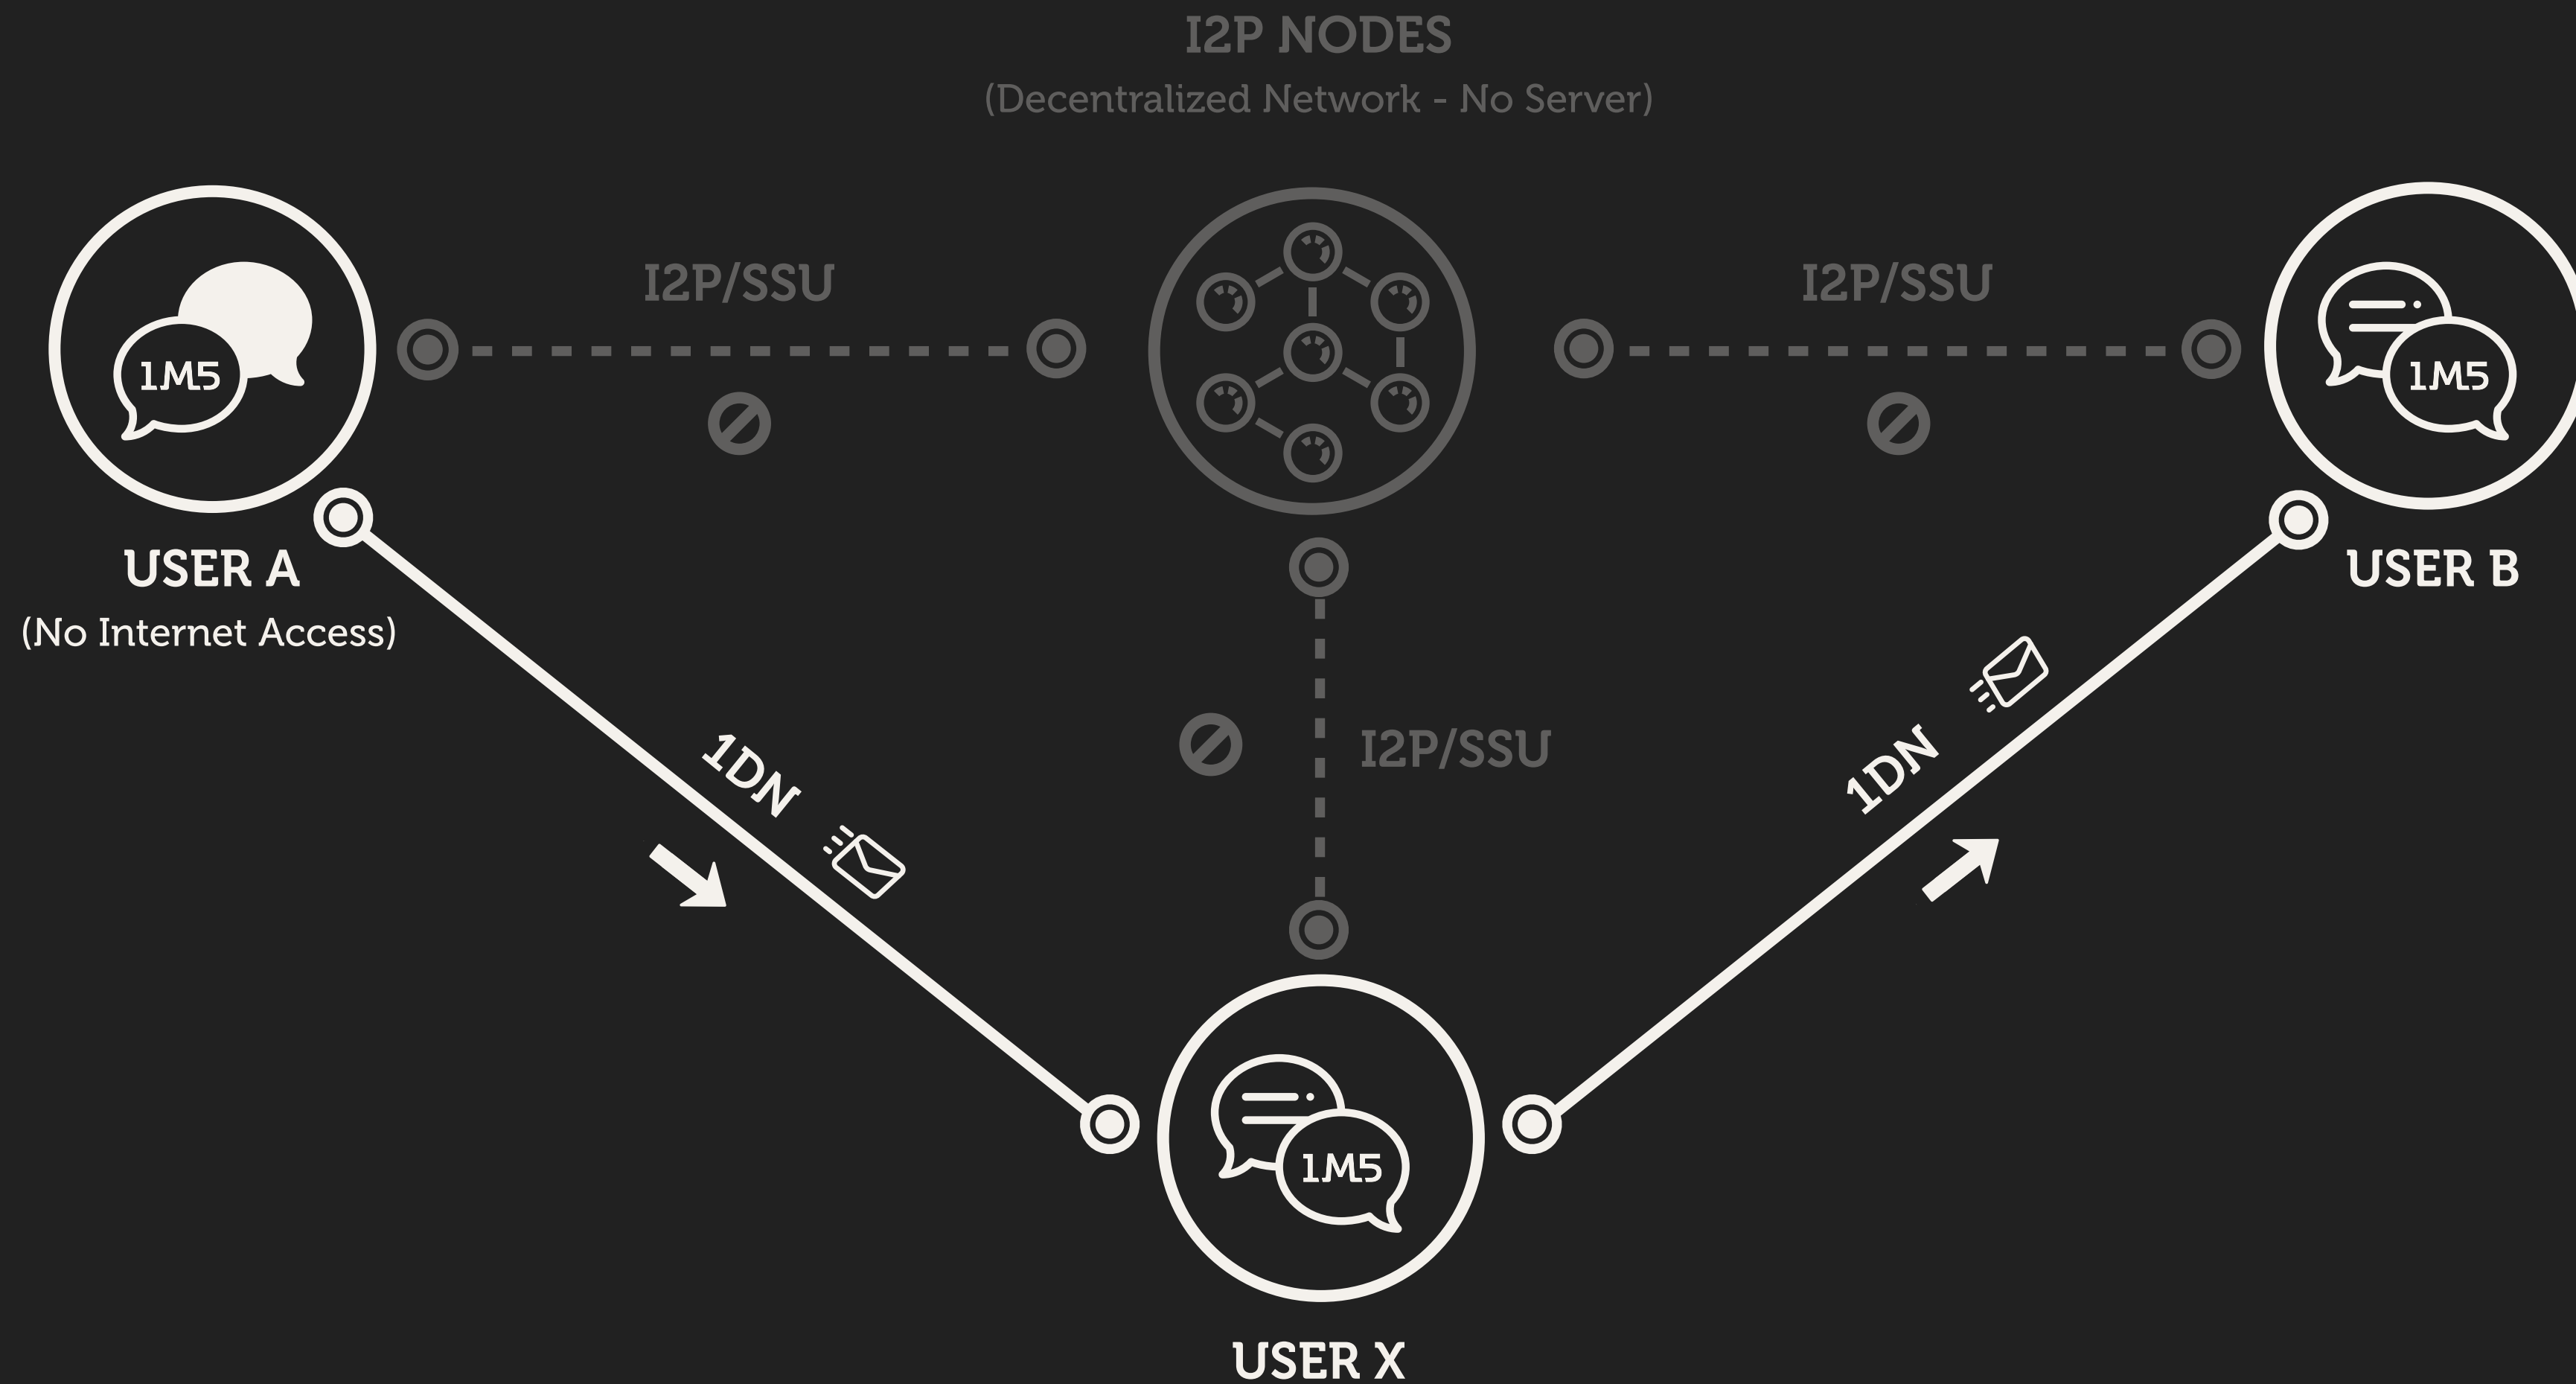 I2P NODES
(Decentralized Network - No Server)
I2P/SSU
I2P/SSU
1M5
1M5
USER A
(No Internet Access)
USER B
1DN
I2P/SSU
1DN
1M5
USER X